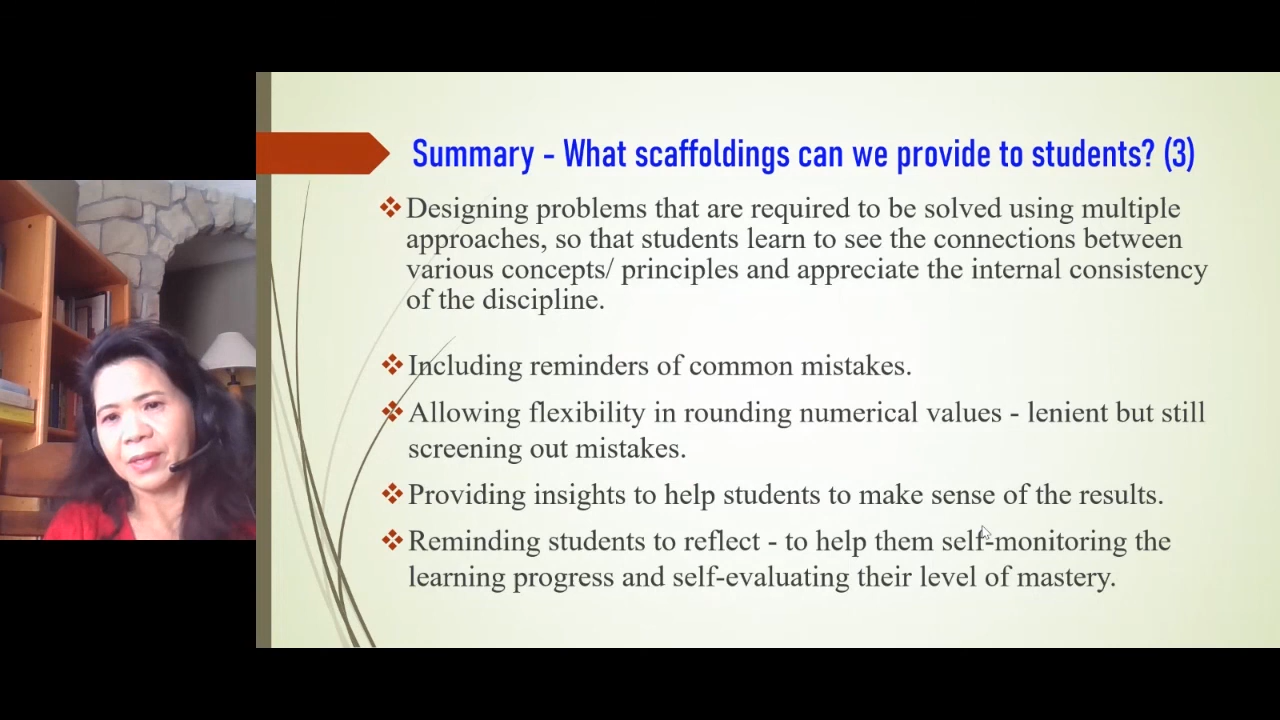 Summary - What scaffoldings can we provide to students? (3)
Designing problems that are required to be solved using multiple
approaches, so that students learn to see the connections between
various concepts/ principles and appreciate the internal consistency
of the discipline.
Including reminders of common mistakes.
Allowing flexibility in rounding numerical values - lenient but still
screening out mistakes.
Providing insights to help students to make sense of the results.
Reminding students to reflect - to help them self-monitoring the
learning progress and self-evaluating their level of mastery.